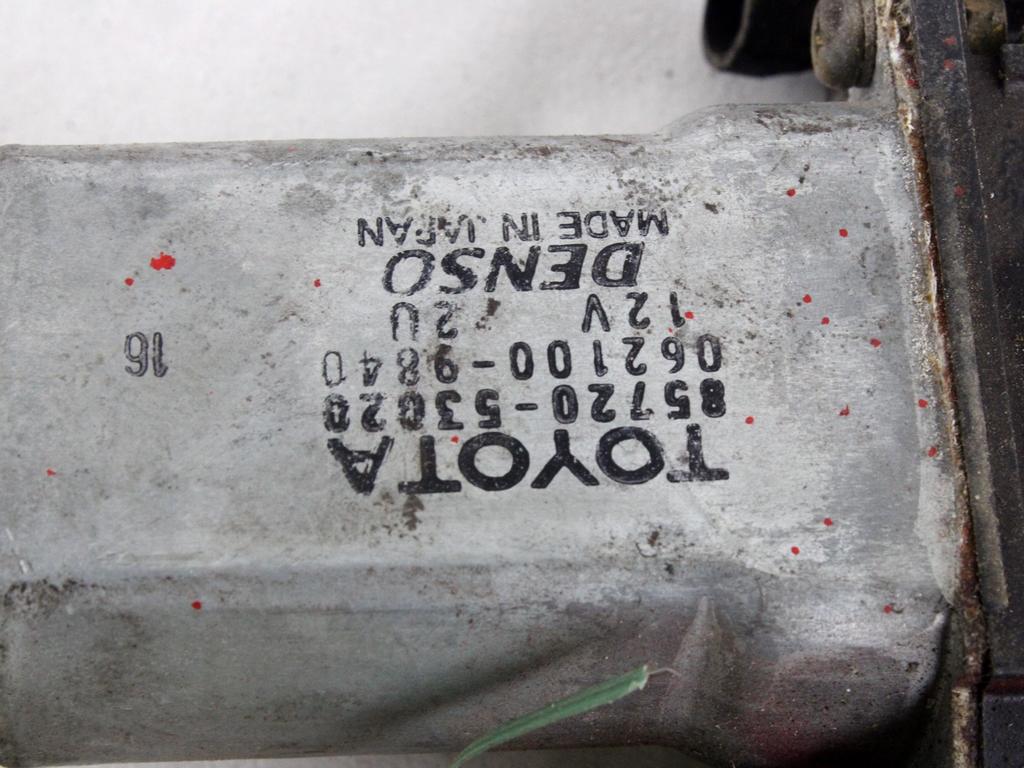 TOYOTA
85720-53020
062100-9840
12V 2U
DENSO
MADE IN JAPAN
16